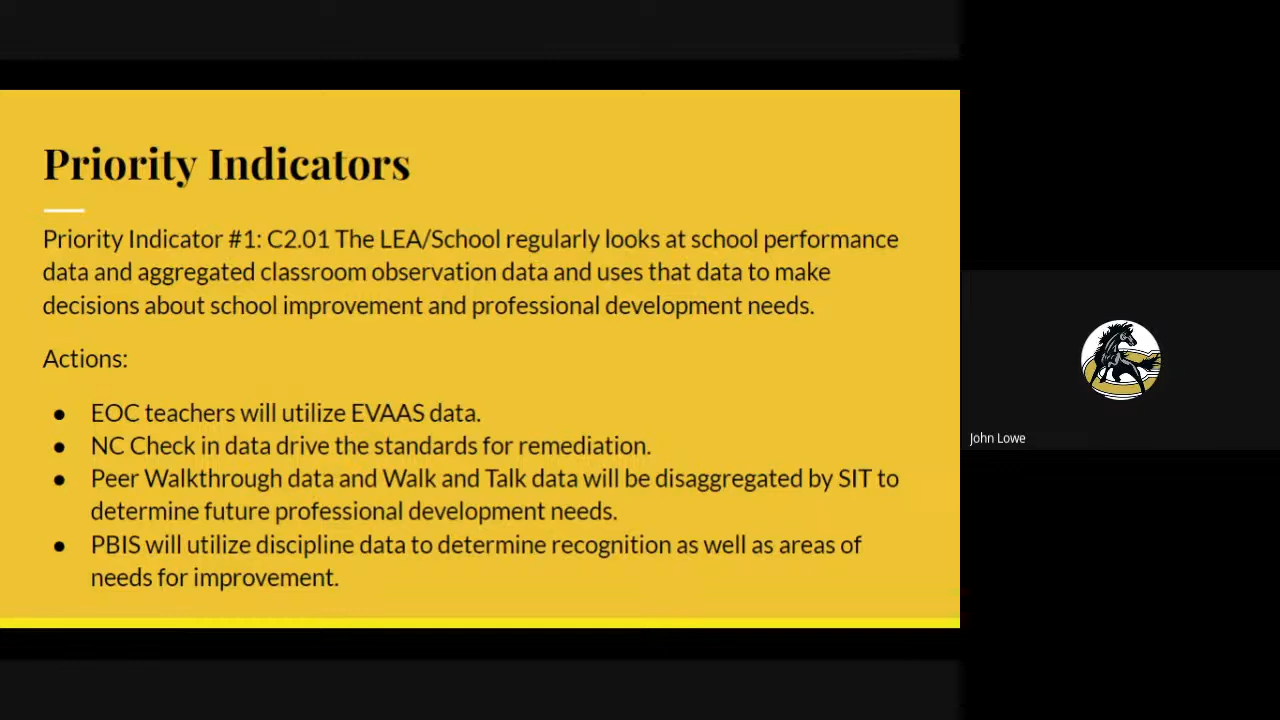 Priority Indicators
Priority Indicator #1: C2.01 The LEA/School regularly looks at school performance
data and aggregated classroom observation data and uses that data to make
decisions about school improvement and professional development needs.
Actions:
● EOC teachers will utilize EVAAS data.
● NC Check in data drive the standards for remediation.
● Peer Walkthrough data and Walk and Talk data will be disaggregated by SIT to
determine future professional development needs.
● PBIS will utilize discipline data to determine recognition as well as areas of
needs for improvement.
John Lowe